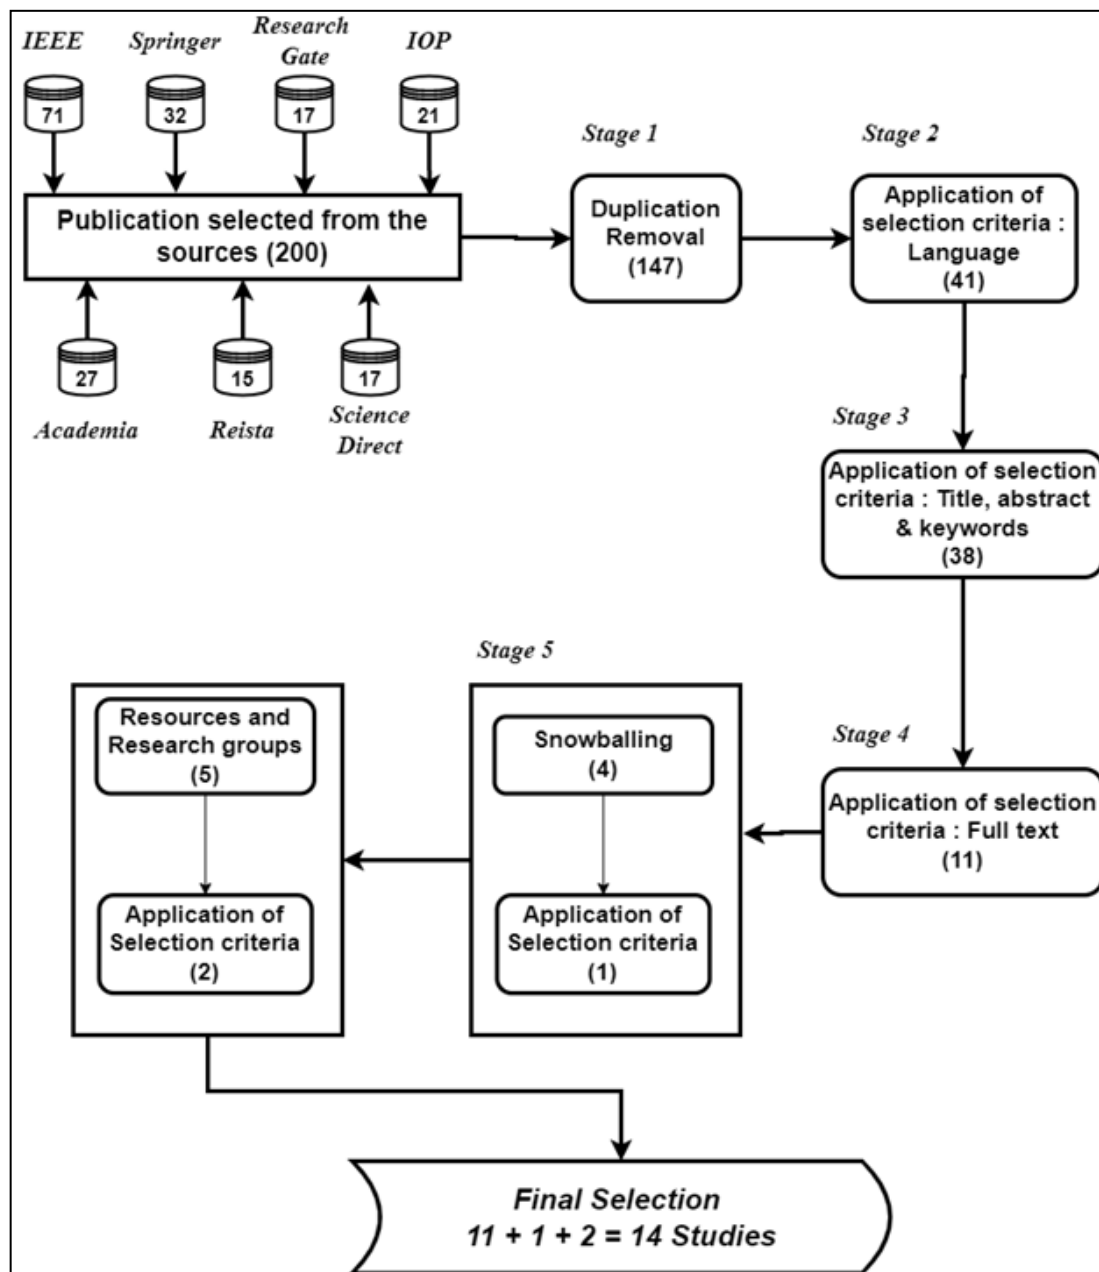 IEEE
Springer
Research
Gate
IOP
71
32
17
21
Publication selected from the
sources (200)
27
15
17
Academia
Reista
Science
Direct
Stage 1
Duplication
Removal
(147)
Stage 2
Application of
selection criteria :
Language
(41)
Stage 3
Application of selection
criteria : Title, abstract
& keywords
(38)
Stage 4
Application of selection
criteria : Full text
(11)
Stage 5
Snowballing
(4)
Application of
Selection criteria
(1)
Resources and
Research groups
(5)
Application of
Selection criteria
(2)
Final Selection
11 + 1 + 2 = 14 Studies